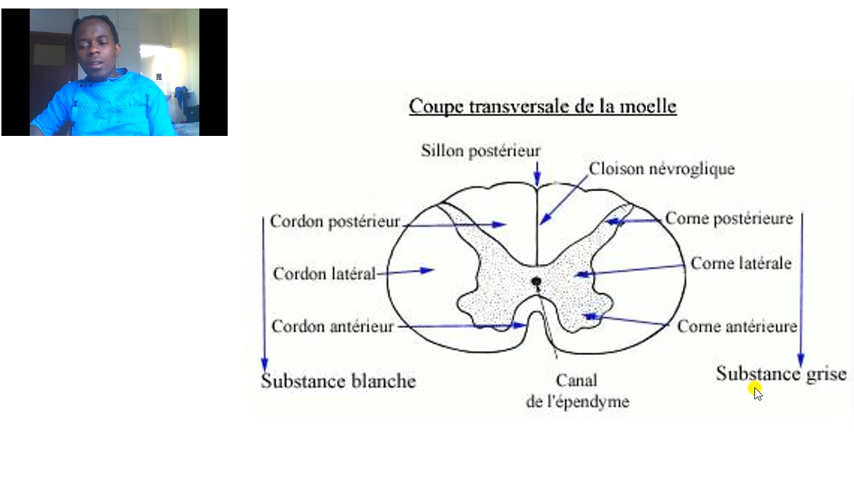 Coupe transversale de la moelle
Sillon postérieur
Cloison névroglique
Cordon postérieur
Corne postérieure
Cordon latéral
Corne latérale
Cordon antérieur
Corne antérieure
Substance blanche
Substance grise
Canal
de l'épendyme